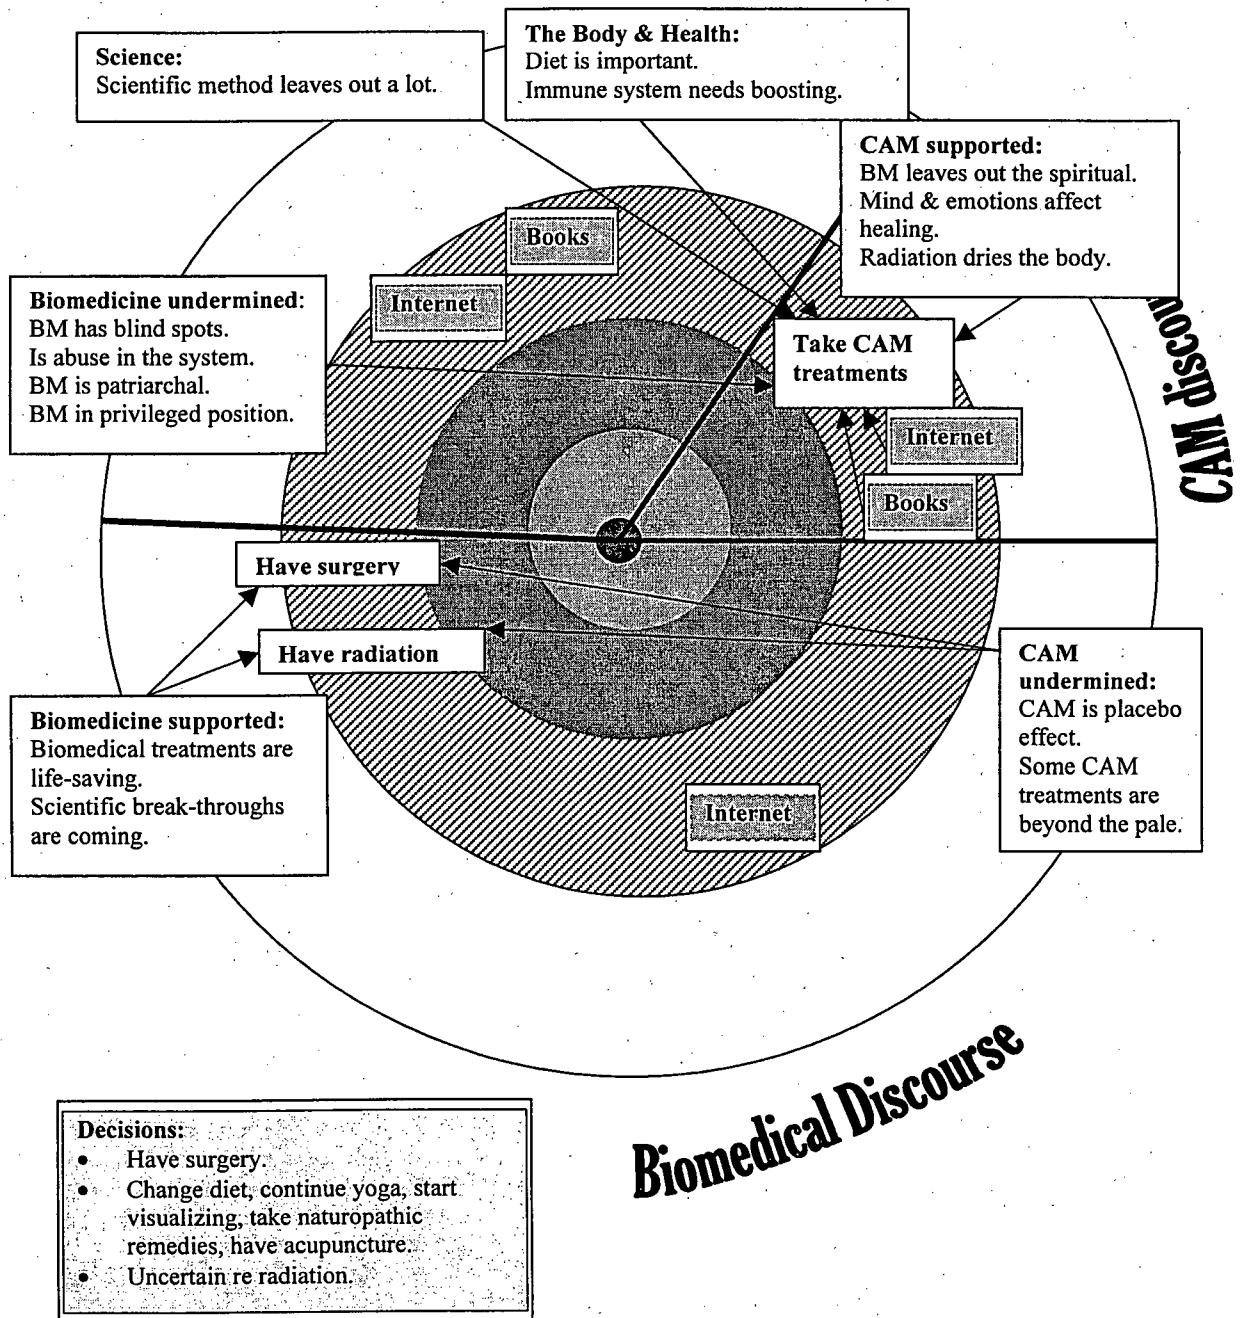 Science:
Scientific method leaves out a lot.
The Body & Health:
Diet is important.
Immune system needs boosting.
CAM supported:
BM leaves out the spiritual.
Mind & emotions affect
healing.
Radiation dries the body.
Books
Internet
Biomedicine undermined:
BM has blind spots.
Is abuse in the system.
BM is patriarchal.
BM in privileged position.
Take CAM
treatments
Internet
Books
CAM
Have surgery
Have radiation
Biomedicine supported:
Biomedical treatments are
life-saving.
Scientific break-throughs
are coming.
CAM
undermined:
CAM is placebo
effect.
Some CAM
treatments are
beyond the pale.
Internet
Biomedical Discourse
Decisions:
• Have surgery.
• Change diet, continue yoga, start
visualizing, take naturopathic
remedies, have acupuncture.
• Uncertain re radiation.